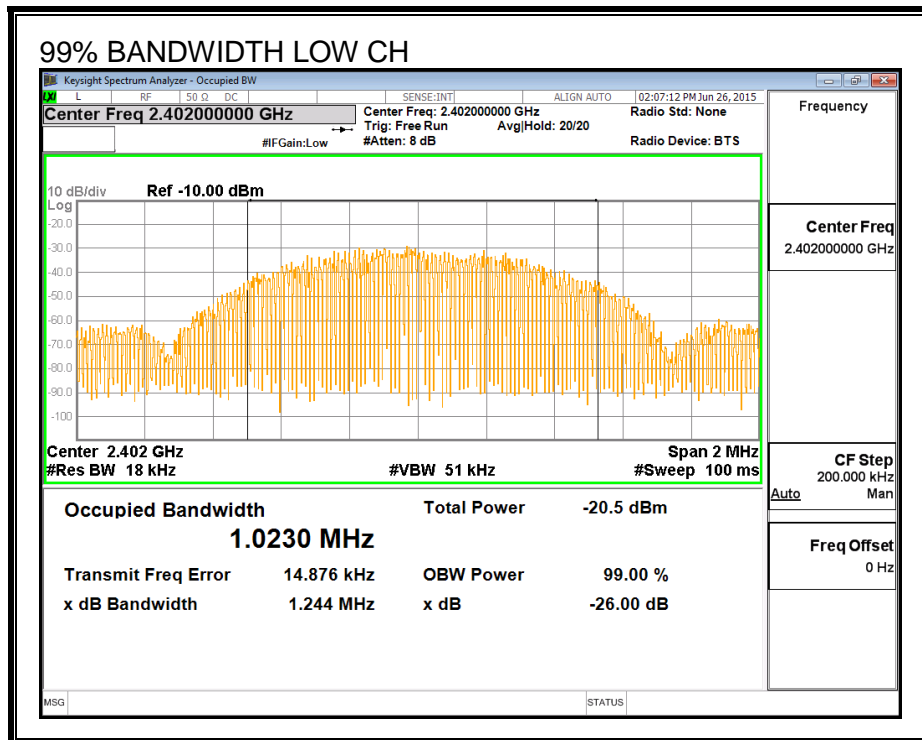 99% BANDWIDTH LOW CH
Keysight Spectrum Analyzer - Occupied BW
LXI L RF 50 Ω DC SENSE:INT ALIGN AUTO 02:07:12 PM Jun 26, 2015
Center Freq 2.402000000 GHz
Center Freq: 2.402000000 GHz
Radio Std: None
Trig: Free Run Avg|Hold: 20/20
#IFGain:Low
#Atten: 8 dB
Radio Device: BTS
10 dB/div Ref -10.00 dBm
Log
-20.0
-30.0
-40.0
-50.0
-60.0
-70.0
-80.0
-90.0
-100
Center 2.402 GHz Span 2 MHz
#Res BW 18 kHz #VBW 51 kHz #Sweep 100 ms
Occupied Bandwidth
1.0230 MHz
Total Power -20.5 dBm
Transmit Freq Error 14.876 kHz OBW Power 99.00 %
x dB Bandwidth 1.244 MHz x dB -26.00 dB
Frequency
Center Freq
2.402000000 GHz
CF Step
200.000 kHz
Auto Man
Freq Offset
0 Hz
MSG STATUS